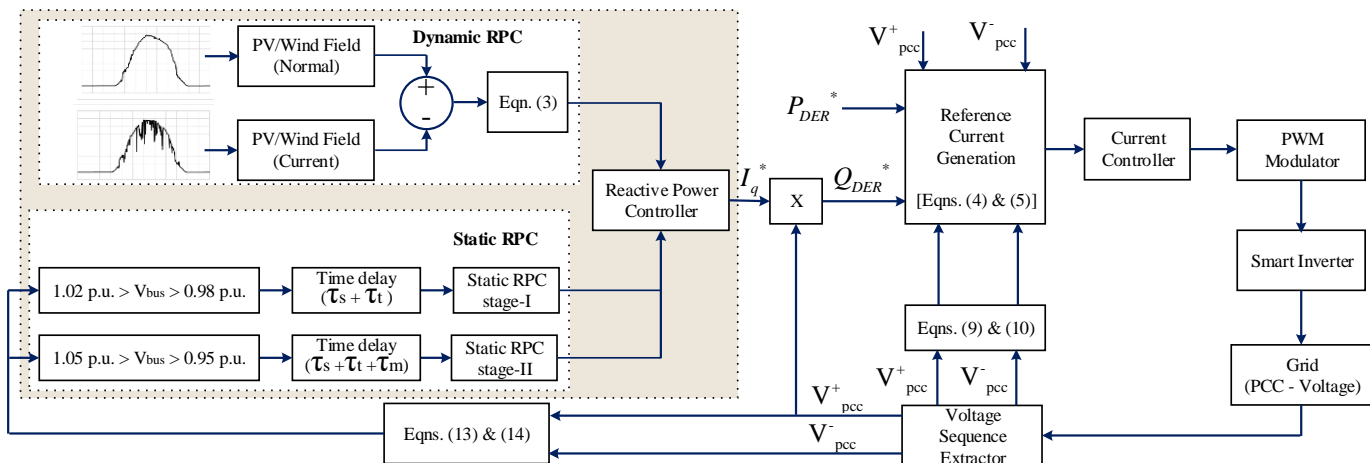 Dynamic RPC
PV/Wind Field
(Normal)
+
-
Eqn. (3)
PV/Wind Field
(Current)
Static RPC
1.02 p.u. > Vbus > 0.98 p.u.
Time delay
(τs + τt )
Static RPC
stage-I
1.05 p.u. > Vbus > 0.95 p.u.
Time delay
(τs +τt +τm)
Static RPC
stage-II
Reactive Power
Controller
Iq*
X
QDER*
PDER*
V+pcc
V-pcc
Reference
Current
Generation
[Eqns. (4) & (5)]
Current
Controller
PWM
Modulator
Smart Inverter
Grid
(PCC - Voltage)
Eqns. (9) & (10)
V+pcc
V-pcc
Voltage
Sequence
Extractor
V+pcc
V-pcc
Eqns. (13) & (14)